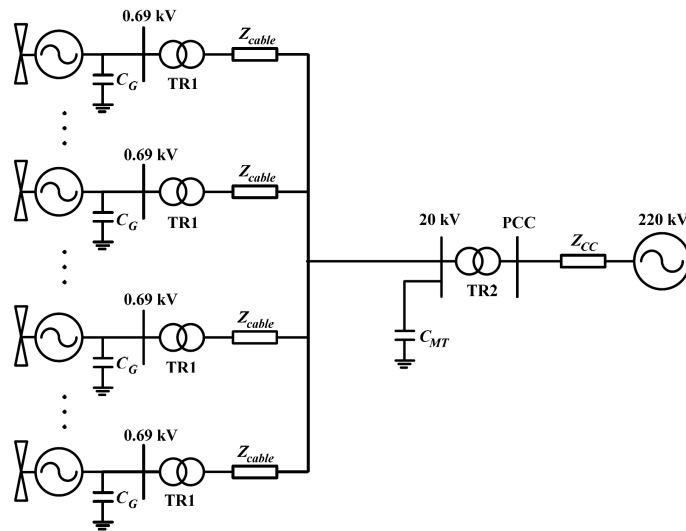 0.69 kV
Z_cable
C_G
TR1
0.69 kV
Z_cable
C_G
TR1
20 kV
PCC
Z_CC
220 kV
TR2
C_MT
0.69 kV
Z_cable
C_G
TR1
0.69 kV
Z_cable
C_G
TR1